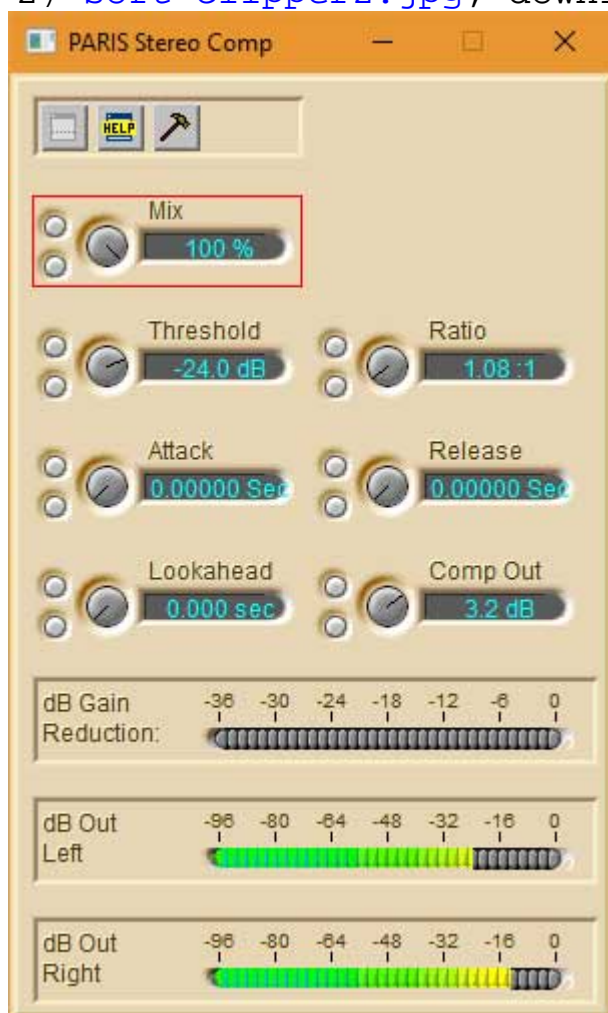 PARIS Stereo Comp
HELP
Mix
100 %
Threshold
-24.0 dB
Ratio
1.08 :1
Attack
0.00000 Sec
Release
0.00000 Sec
Lookahead
0.000 sec
Comp Out
3.2 dB
dB Gain Reduction:
-36 -30 -24 -18 -12 -6 0
dB Out Left
-96 -80 -64 -48 -32 -16 0
dB Out Right
-96 -80 -64 -48 -32 -16 0